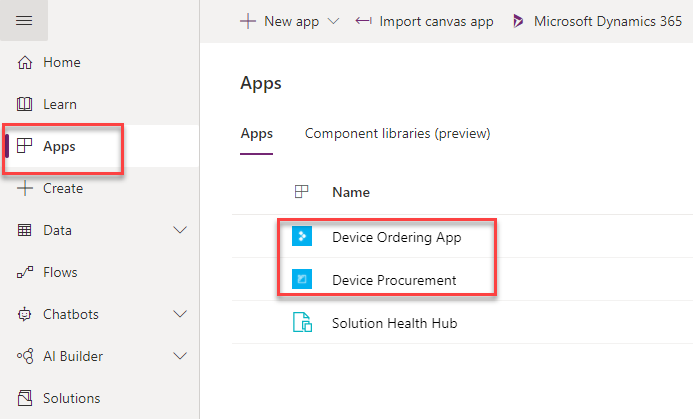 New app
Import canvas app
Microsoft Dynamics 365
Home
Learn
Apps
Create
Data
Flows
Chatbots
AI Builder
Solutions
Apps
Apps
Component libraries (preview)
Name
Device Ordering App
Device Procurement
Solution Health Hub